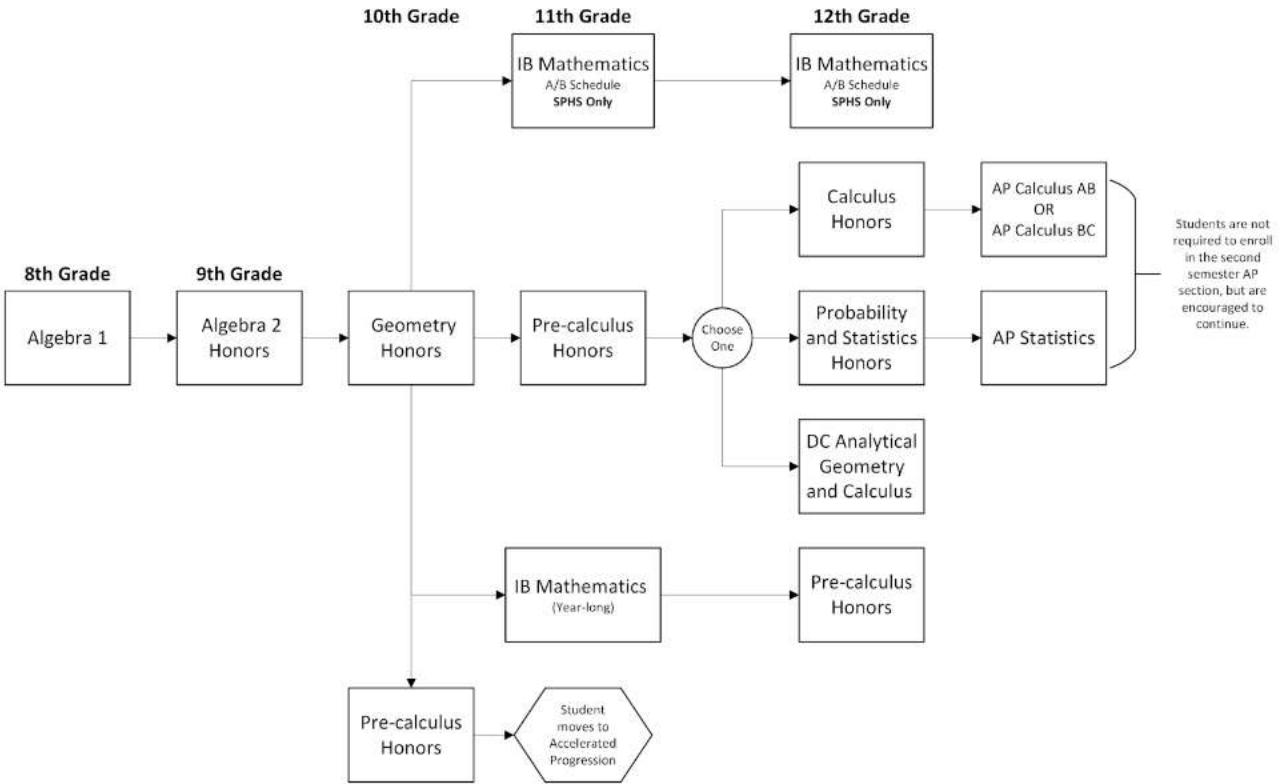 10th Grade
11th Grade
12th Grade
IB Mathematics
A/B Schedule
SPHS Only
IB Mathematics
A/B Schedule
SPHS Only
Calculus
Honors
AP Calculus AB
OR
AP Calculus BC
Students are not
required to enroll
in the second
semester AP
section, but are
encouraged to
continue.
8th Grade
9th Grade
Algebra 1
Algebra 2
Honors
Geometry
Honors
Pre-calculus
Honors
Choose
One
Probability
and Statistics
Honors
AP Statistics
DC Analytical
Geometry
and Calculus
IB Mathematics
(Year-long)
Pre-calculus
Honors
Pre-calculus
Honors
Student
moves to
Accelerated
Progression